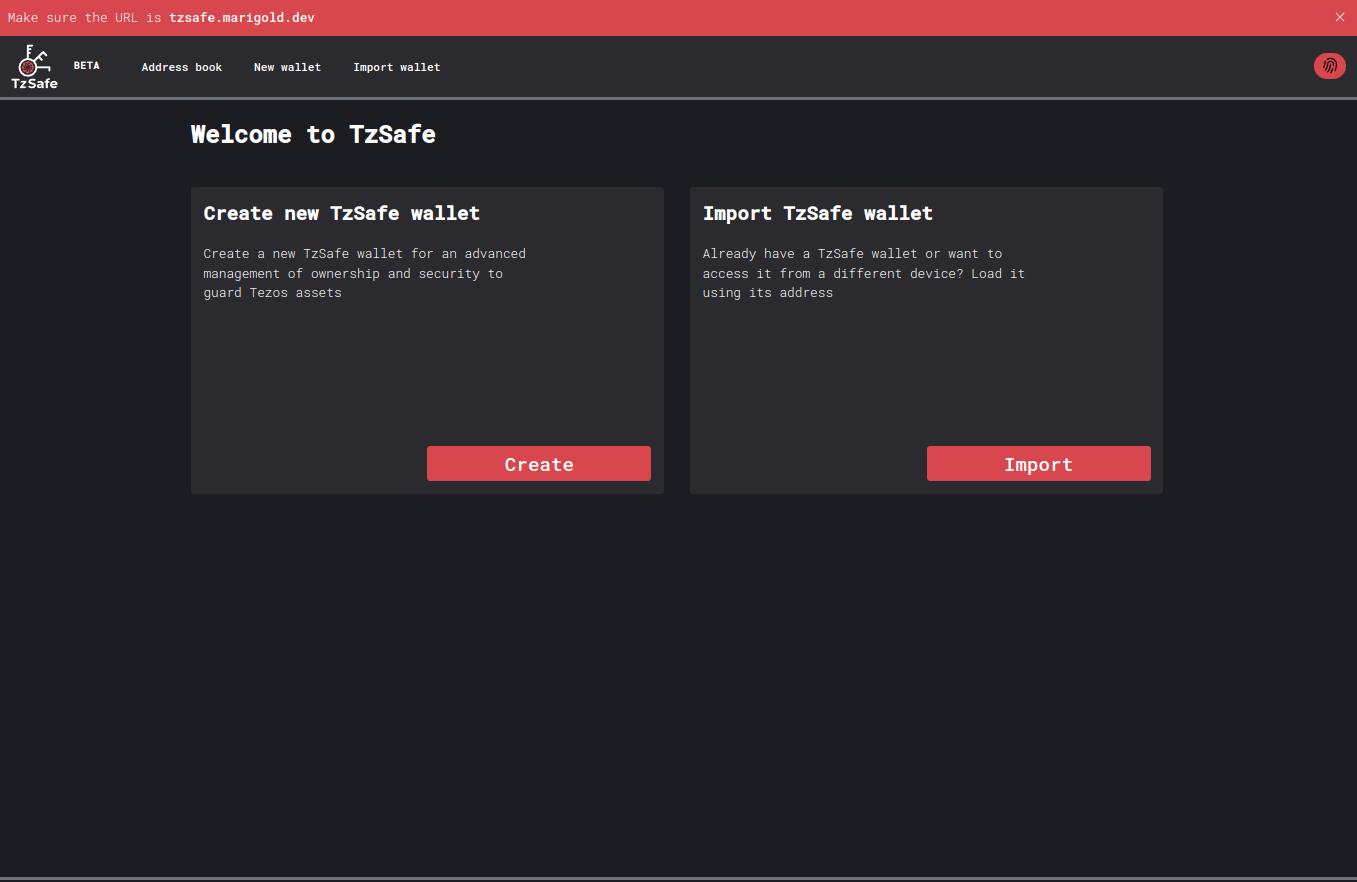 Make sure the URL is tzsafe.marigold.dev
TzSafe
BETA
Address book
New wallet
Import wallet
Welcome to TzSafe
Create new TzSafe wallet
Create a new TzSafe wallet for an advanced
management of ownership and security to
guard Tezos assets
Create
Import TzSafe wallet
Already have a TzSafe wallet or want to
access it from a different device? Load it
using its address
Import